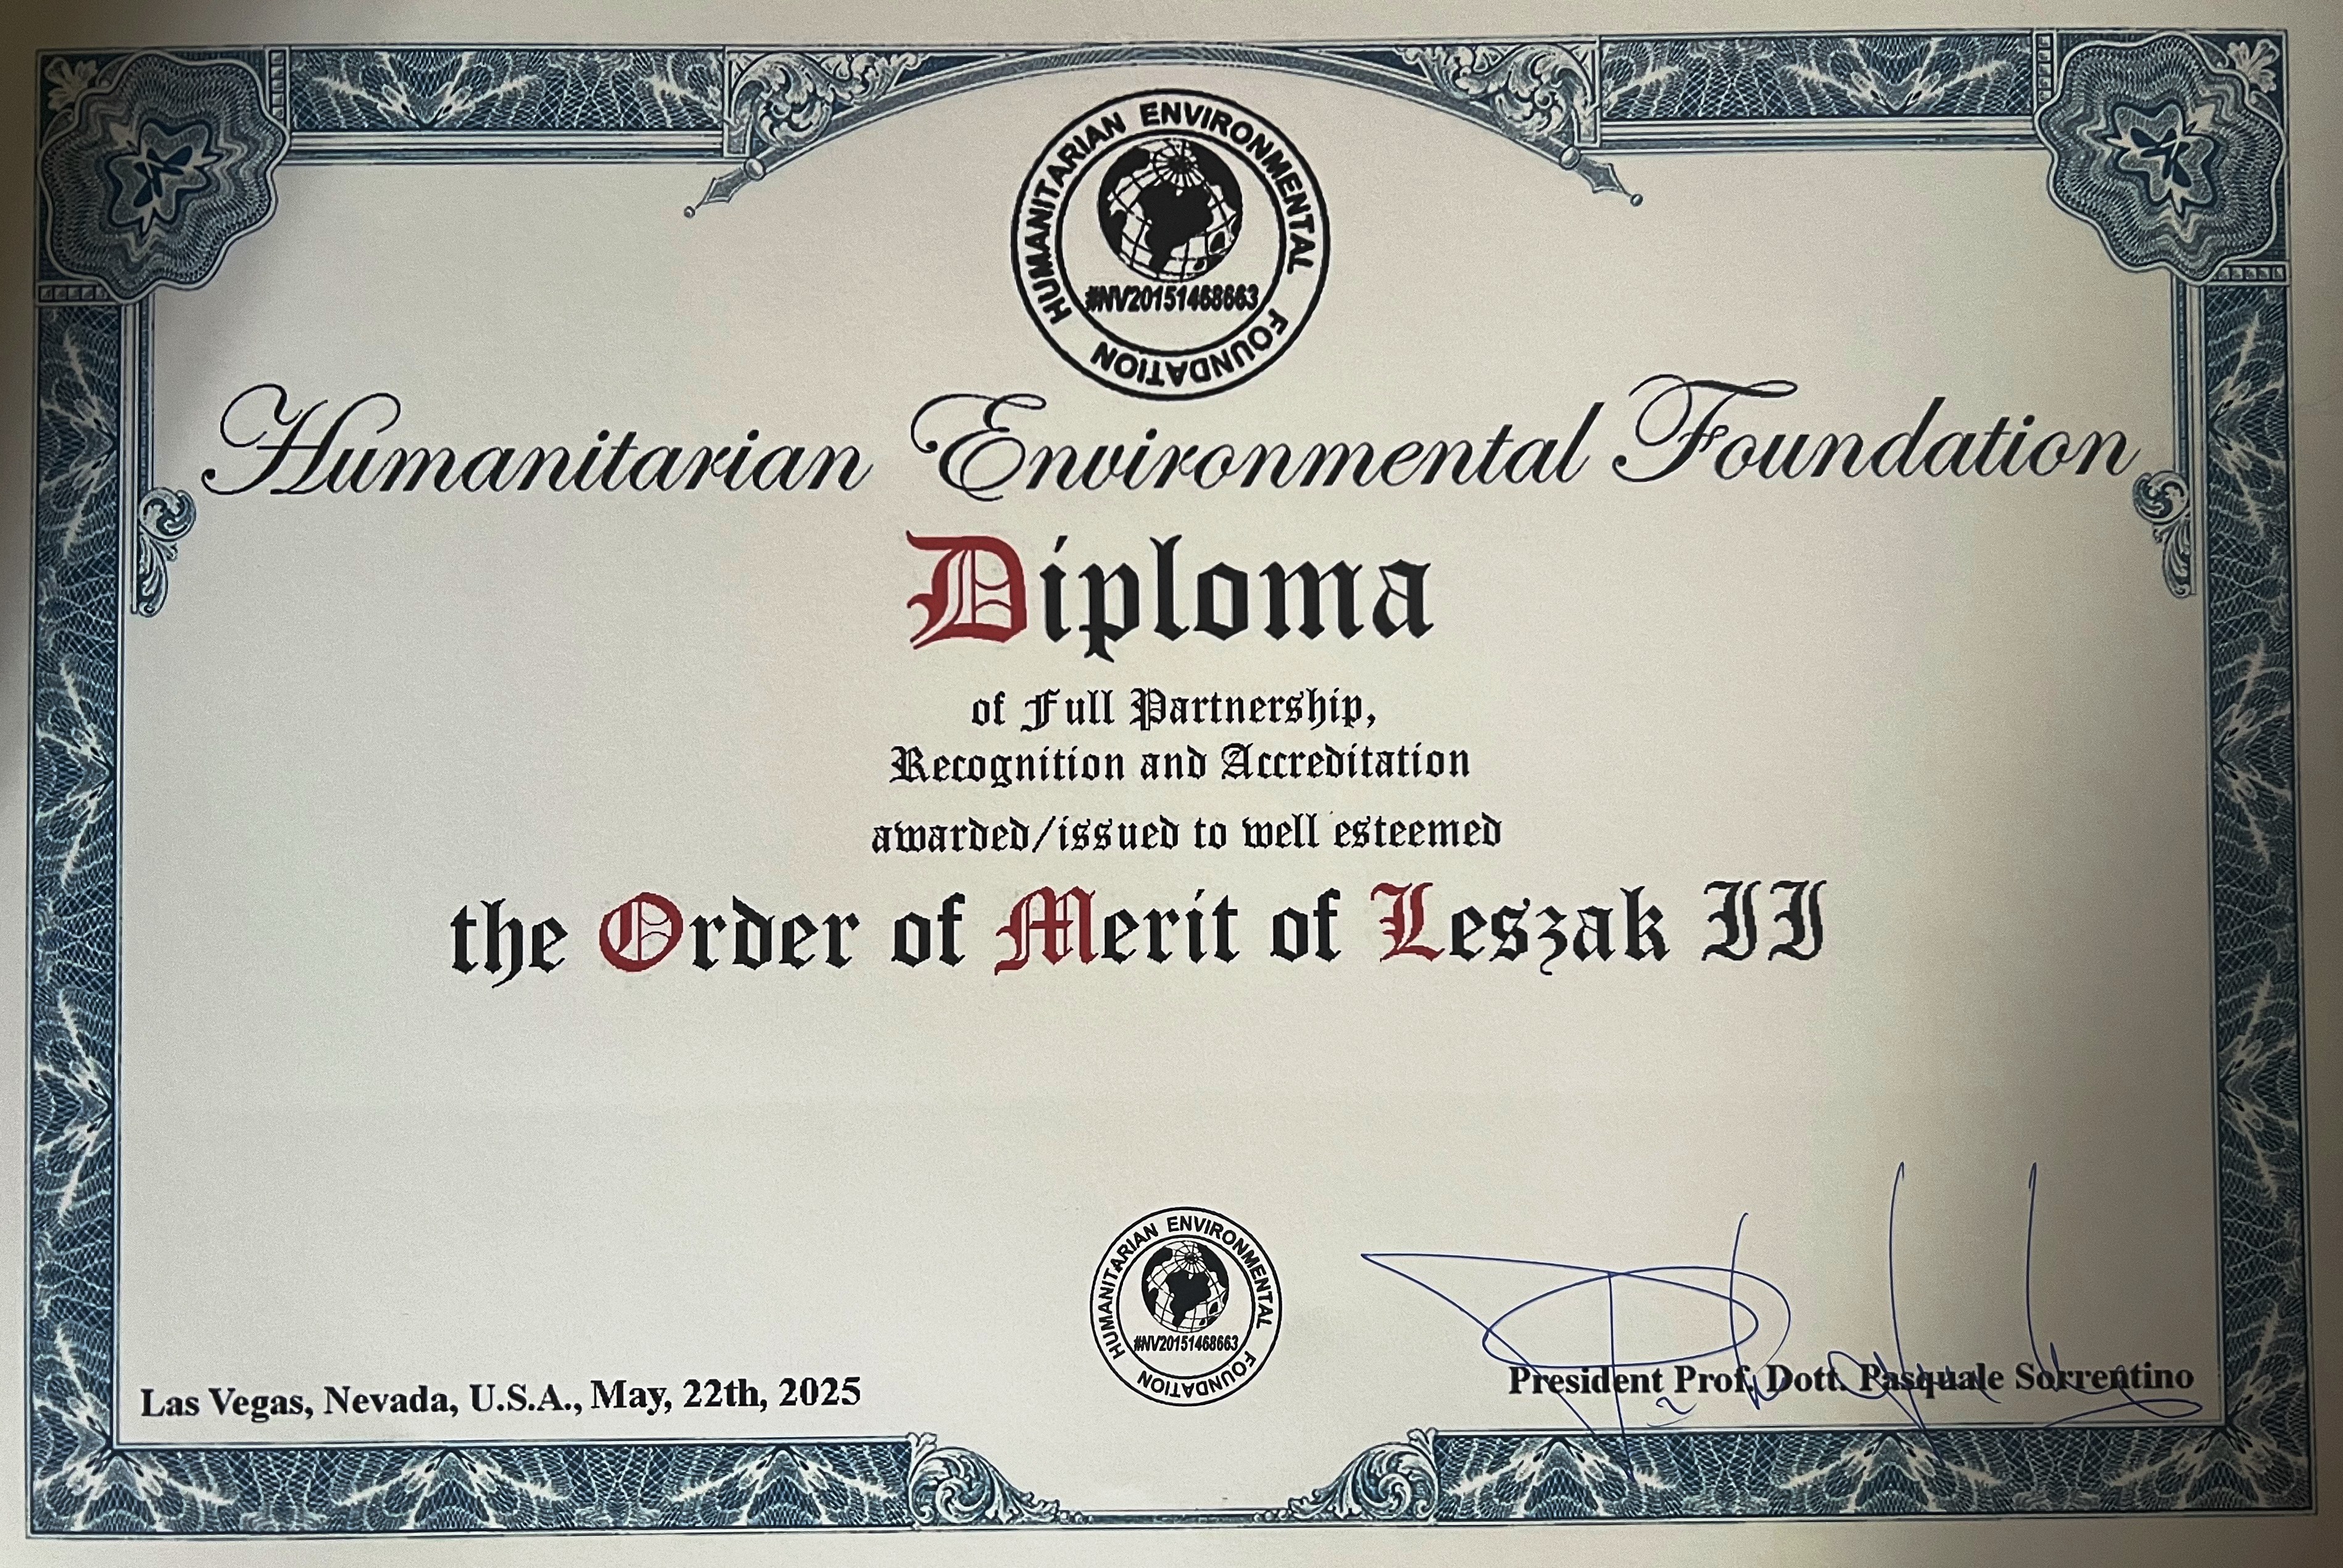 HUMANITARIAN ENVIRONMENTAL FOUNDATION
#NV20151468663
Humanitarian Environmental Foundation
Diploma
of Full Partnership,
Recognition and Accreditation
awarded/issued to well esteemed
the Order of Merit of Leszak II
HUMANITARIAN ENVIRONMENTAL FOUNDATION
#NV20151468663
Las Vegas, Nevada, U.S.A., May, 22th, 2025
President Prof. Dott. Pasquale Sorrentino